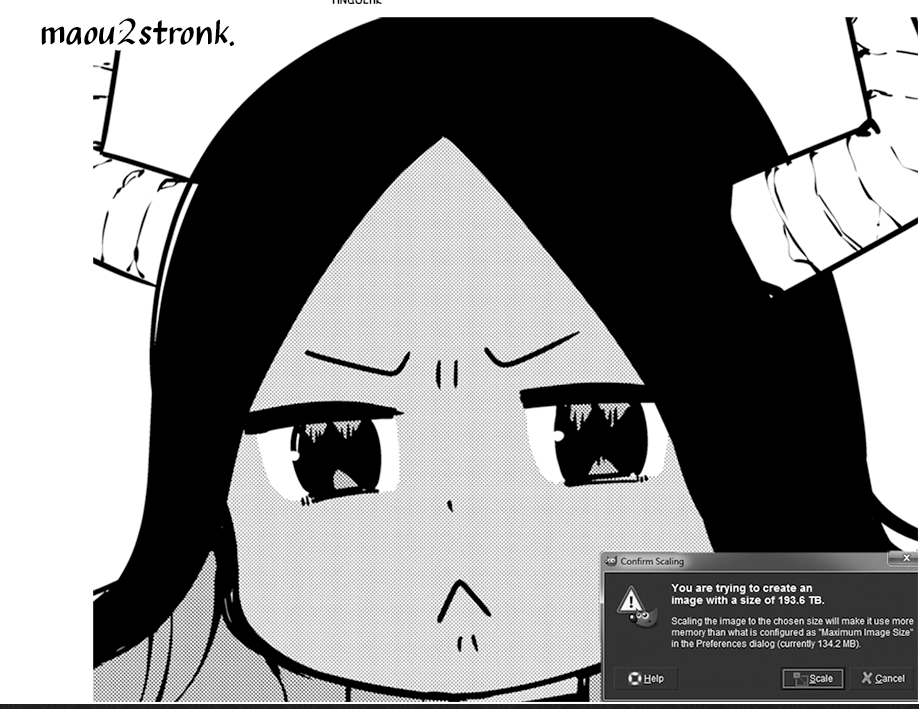 maou2stronk.
Confirm Scaling
You are trying to create an
image with a size of 193.6 TB.
Scaling the image to the chosen size will make it use more
memory than what is configured as "Maximum Image Size"
in the Preferences dialog (currently 134.2 MB).
Help
Scale
Cancel